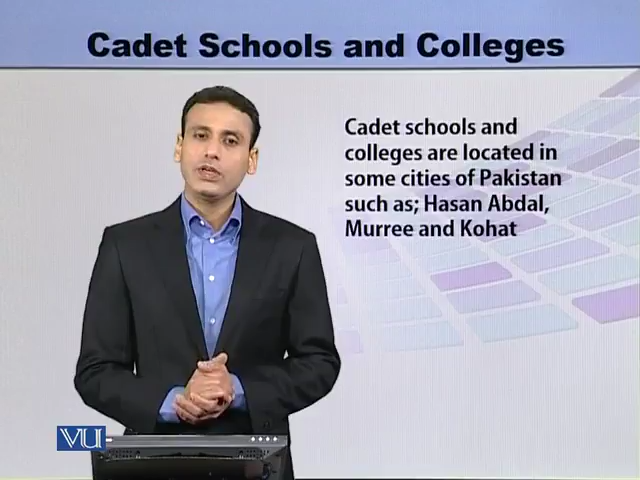 Cadet Schools and Colleges
Cadet schools and
colleges are located in
some cities of Pakistan
such as; Hasan Abdal,
Murree and Kohat
VU